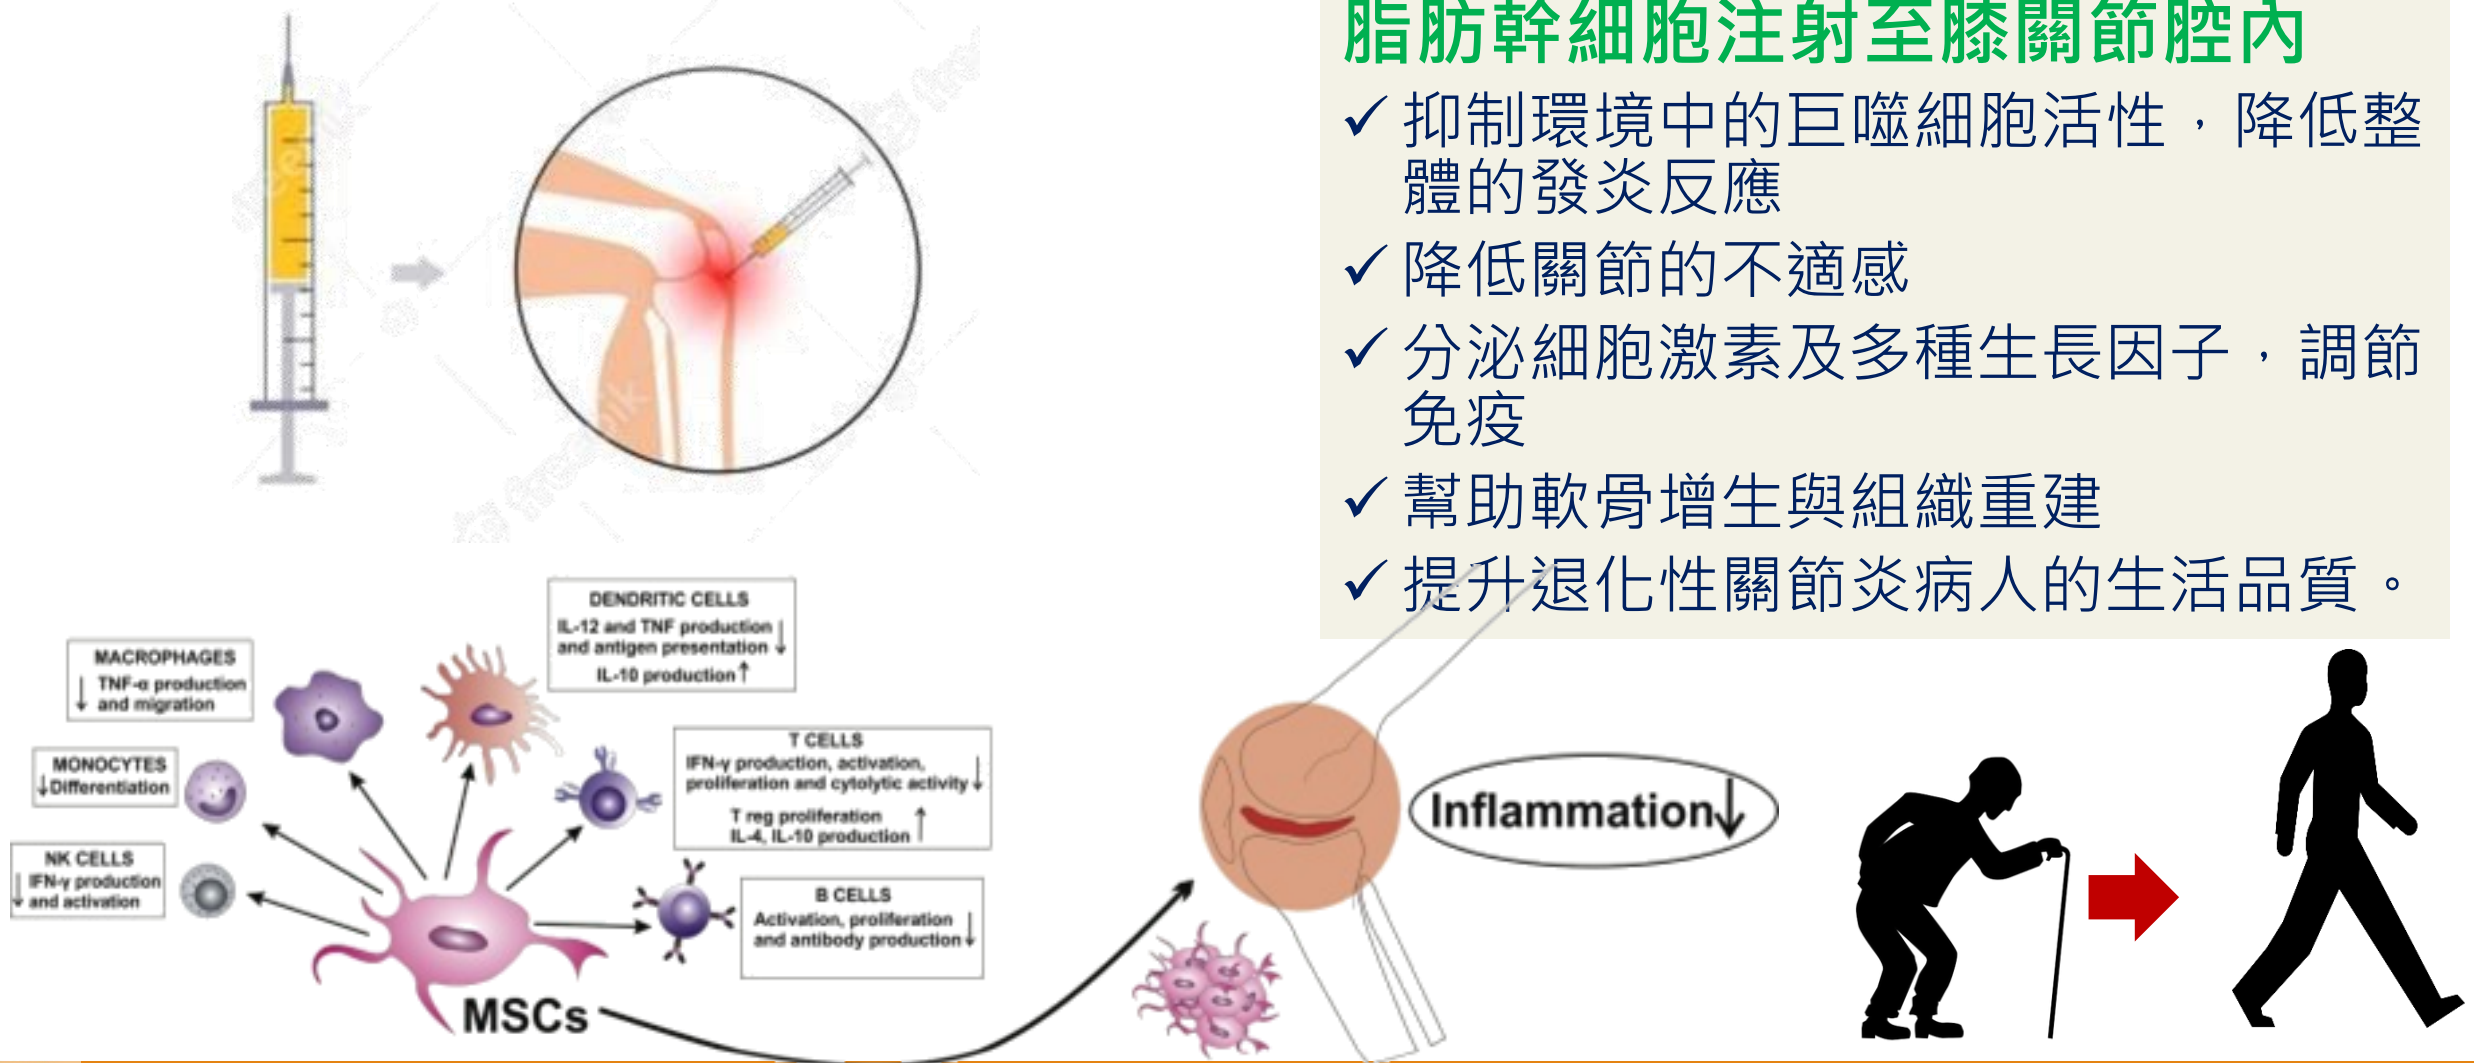 脂肪幹細胞注射至膝關節腔內
✓ 抑制環境中的巨噬細胞活性，降低整
體的發炎反應
✓ 降低關節的不適感
✓ 分泌細胞激素及多種生長因子，調節
免疫
✓ 幫助軟骨增生與組織重建
✓ 提升退化性關節炎病人的生活品質。
DENDRITIC CELLS
IL-12 and TNF production
and antigen presentation ↓
IL-10 production ↑
MACROPHAGES
↓ TNF-α production
and migration
T CELLS
IFN-γ production, activation,
proliferation and cytolytic activity ↓
T reg proliferation
IL-4, IL-10 production ↑
MONOCYTES
↓ Differentiation
NK CELLS
↓ IFN-γ production
and activation
B CELLS
Activation, proliferation
and antibody production ↓
MSCs
Inflammation ↓